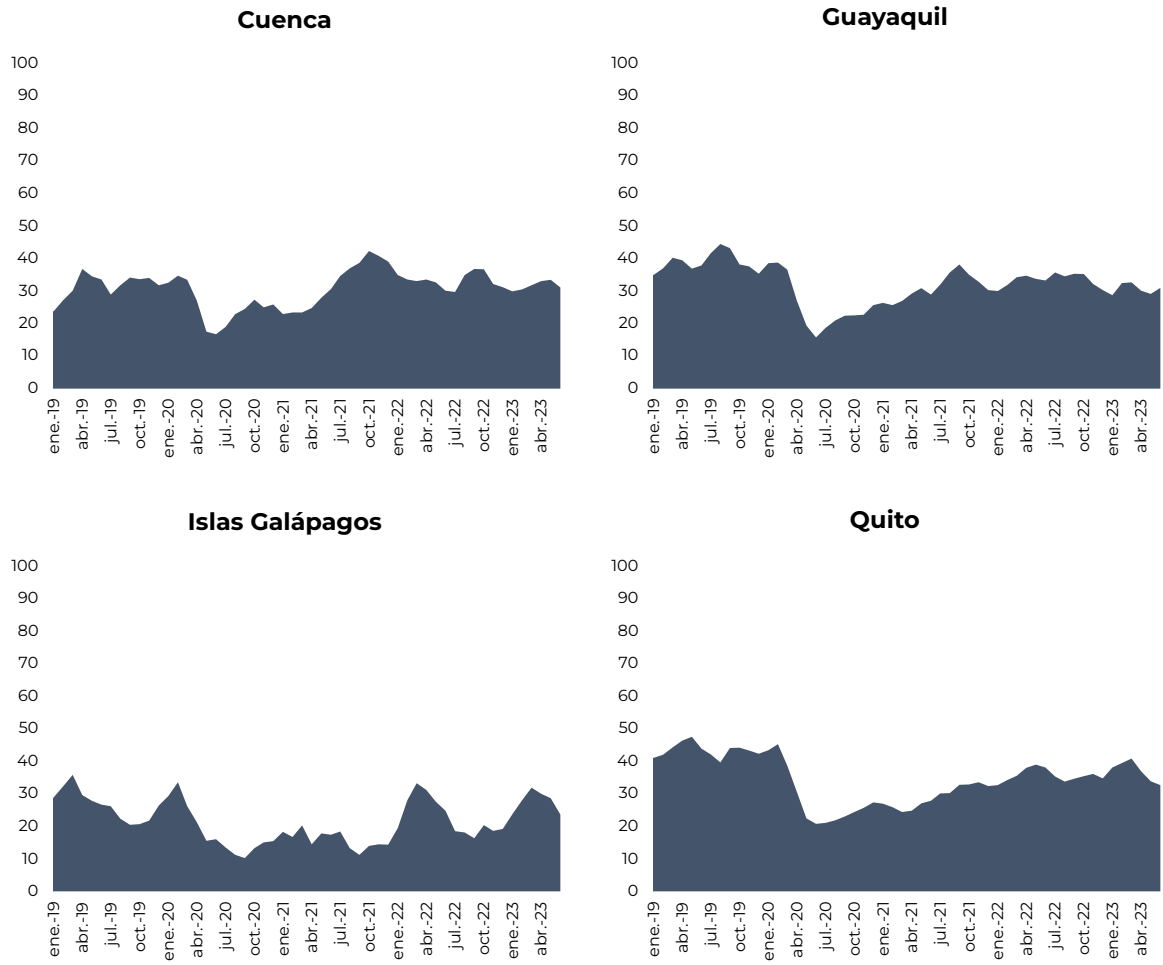 Cuenca
100
90
80
70
60
50
40
30
20
10
0
ene.-19
abr.-19
jul.-19
oct.-19
ene.-20
abr.-20
jul.-20
oct.-20
ene.-21
abr.-21
jul.-21
oct.-21
ene.-22
abr.-22
jul.-22
oct.-22
ene.-23
abr.-23
Guayaquil
100
90
80
70
60
50
40
30
20
10
0
ene.-19
abr.-19
jul.-19
oct.-19
ene.-20
abr.-20
jul.-20
oct.-20
ene.-21
abr.-21
jul.-21
oct.-21
ene.-22
abr.-22
jul.-22
oct.-22
ene.-23
abr.-23
Islas Galápagos
100
90
80
70
60
50
40
30
20
10
0
ene.-19
abr.-19
jul.-19
oct.-19
ene.-20
abr.-20
jul.-20
oct.-20
ene.-21
abr.-21
jul.-21
oct.-21
ene.-22
abr.-22
jul.-22
oct.-22
ene.-23
abr.-23
Quito
100
90
80
70
60
50
40
30
20
10
0
ene.-19
abr.-19
jul.-19
oct.-19
ene.-20
abr.-20
jul.-20
oct.-20
ene.-21
abr.-21
jul.-21
oct.-21
ene.-22
abr.-22
jul.-22
oct.-22
ene.-23
abr.-23